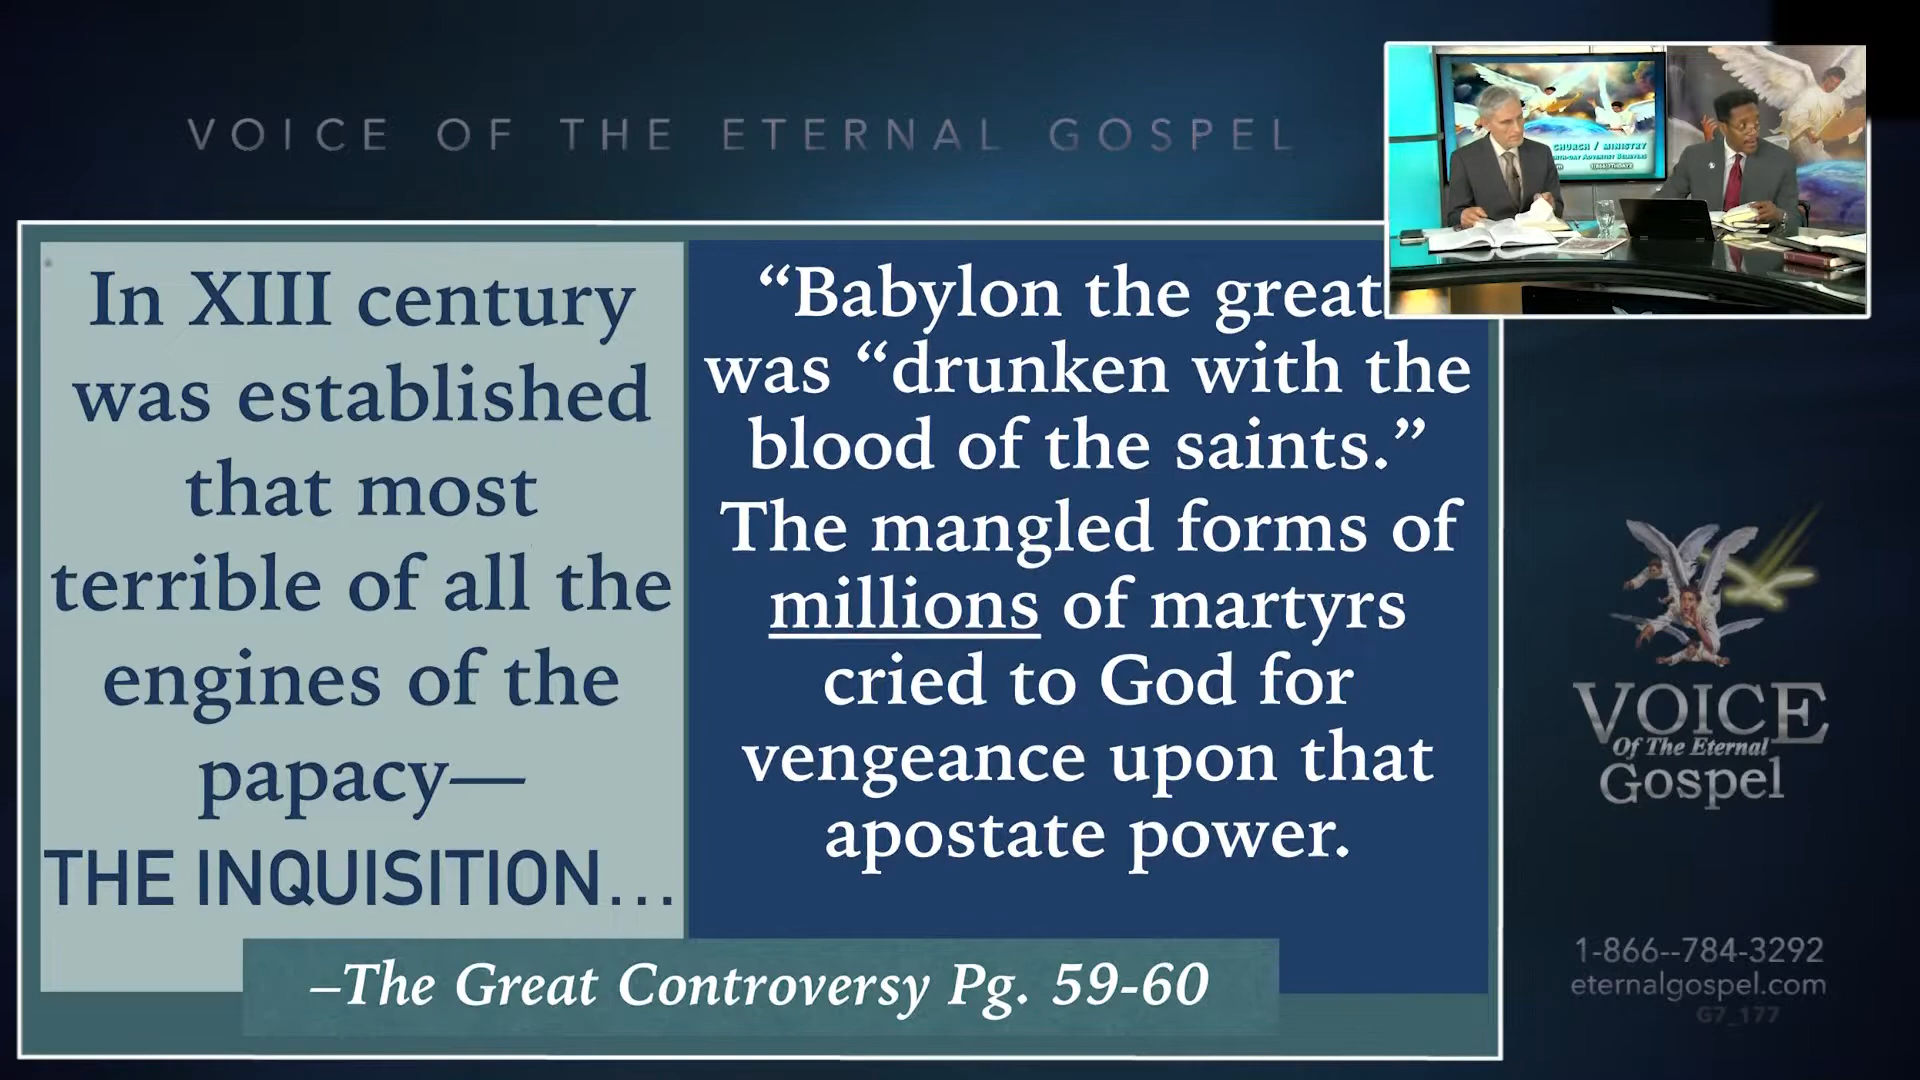 VOICE OF THE ETERNAL GOSPEL
CHURCH / MINISTRY
In XIII century
was established
that most
terrible of all the
engines of the
papacy—
THE INQUISITION...
“Babylon the great
was “drunken with the
blood of the saints.”
The mangled forms of
millions of martyrs
cried to God for
vengeance upon that
apostate power.
–The Great Controversy Pg. 59-60
VOICE
Of The Eternal
Gospel
1-866--784-3292
eternalgospel.com
G7_177